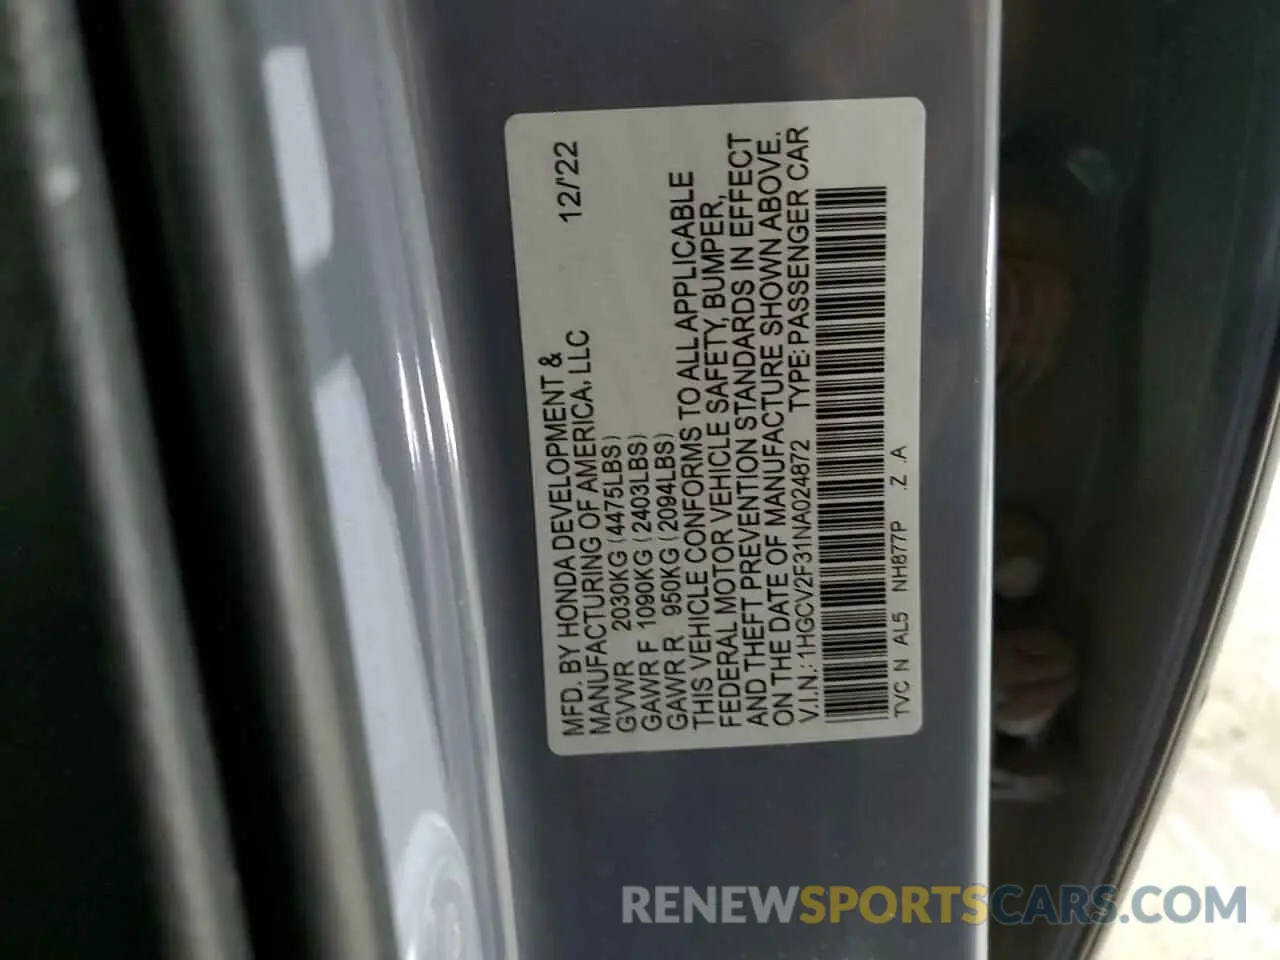 MFD. BY HONDA DEVELOPMENT & 12/'22
MANUFACTURING OF AMERICA, LLC
GVWR 2030KG (4475LBS)
GAWR F 1090KG (2403LBS)
GAWR R 950KG (2094LBS)
THIS VEHICLE CONFORMS TO ALL APPLICABLE
FEDERAL MOTOR VEHICLE SAFETY, BUMPER,
AND THEFT PREVENTION STANDARDS IN EFFECT
ON THE DATE OF MANUFACTURE SHOWN ABOVE.
V.I.N.: 1HGCV2F31NA024872 TYPE: PASSENGER CAR
TVC N AL5 NH877P .Z .A
RENEWSPORTSCARS.COM